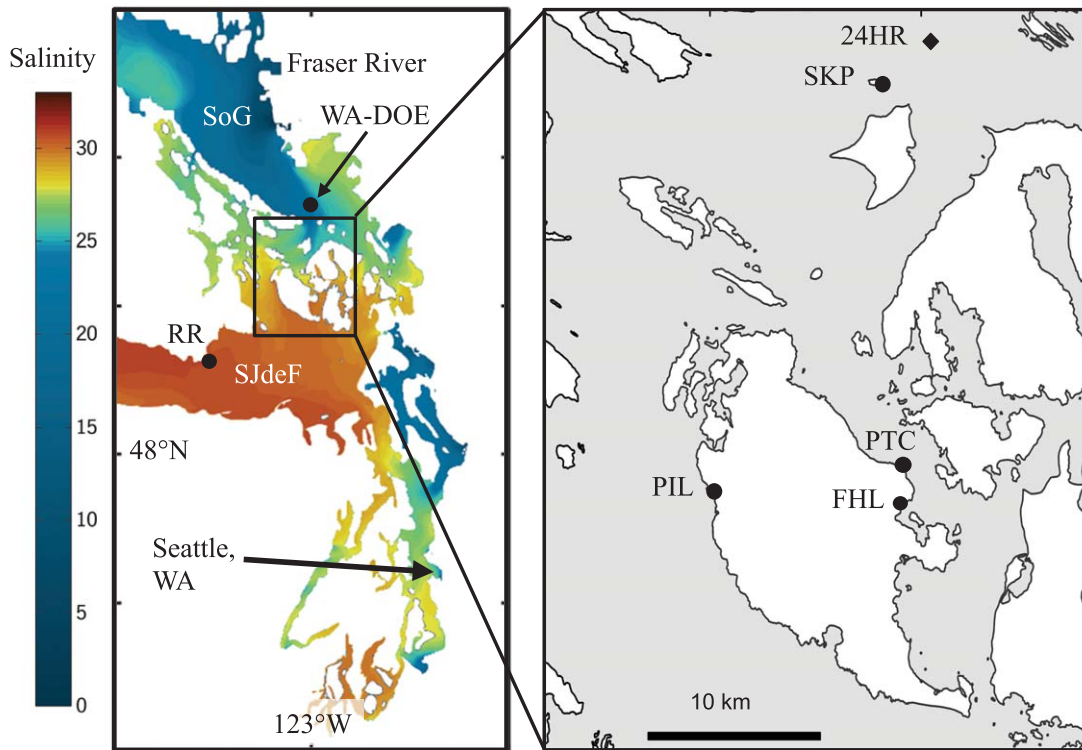 Salinity
30
25
20
15
10
5
0
Fraser River
SoG
WA-DOE
RR
SJdeF
48°N
Seattle,
WA
123°W
24HR
SKP
PTC
PIL
FHL
10 km